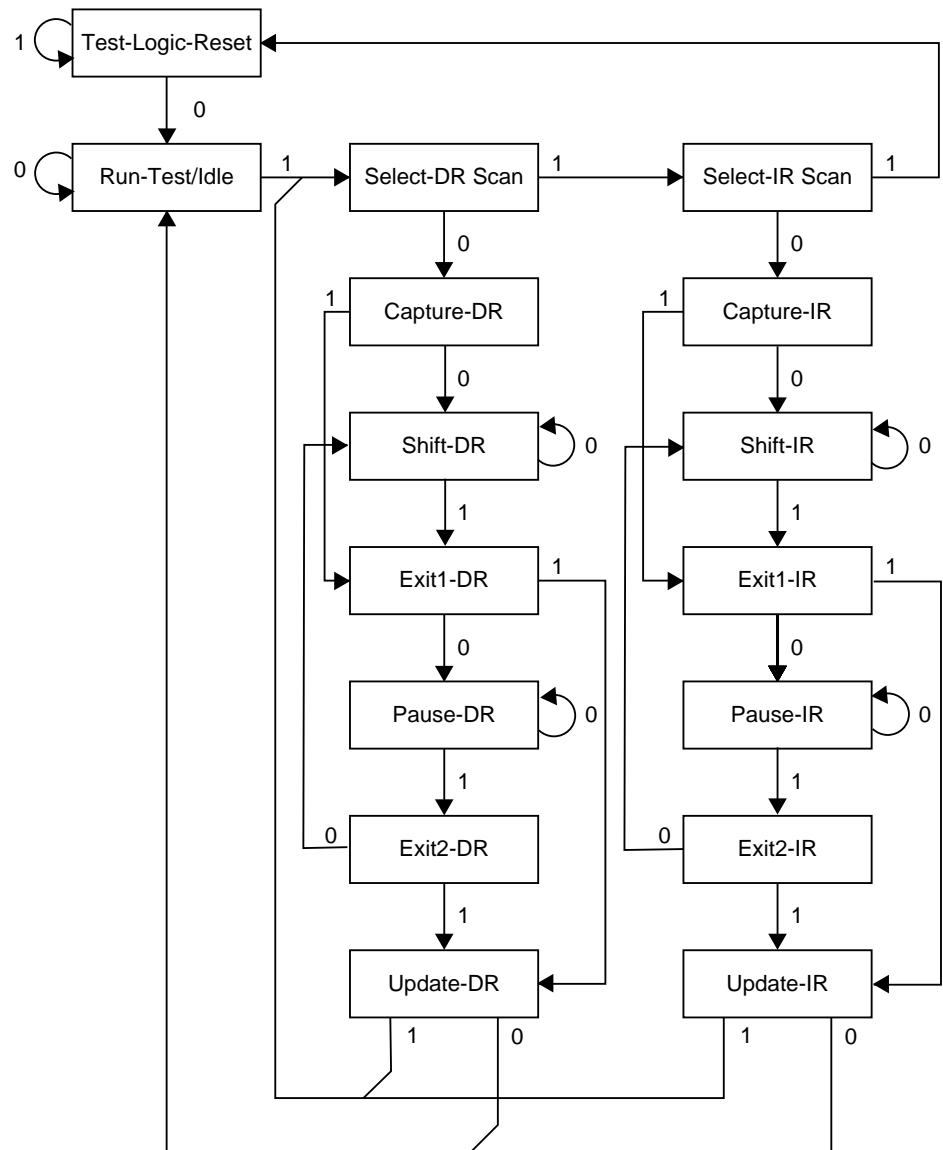 1 Test-Logic-Reset
0
0 Run-Test/Idle 1 Select-DR Scan 1 Select-IR Scan 1
0 0
1 Capture-DR 1 Capture-IR
0 0
Shift-DR 0 Shift-IR 0
1 1
Exit1-DR 1 Exit1-IR 1
0 0
Pause-DR 0 Pause-IR 0
1 1
0 Exit2-DR 0 Exit2-IR
1 1
Update-DR Update-IR
1 0 1 0